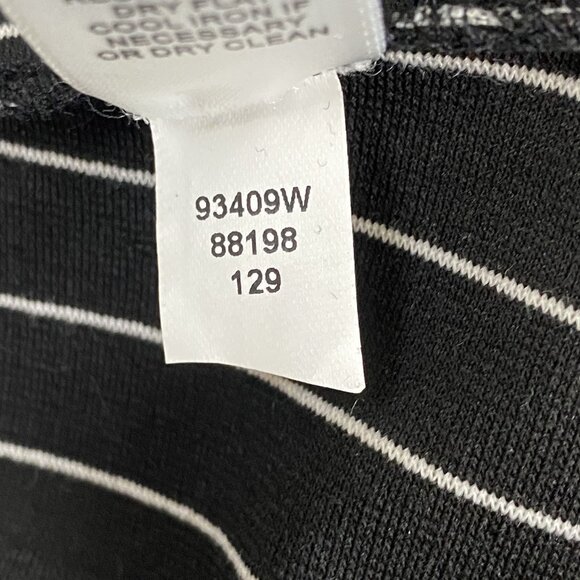 DRY FLAT
COOL IRON IF
NECESSARY
OR DRY CLEAN
93409W
88198
129